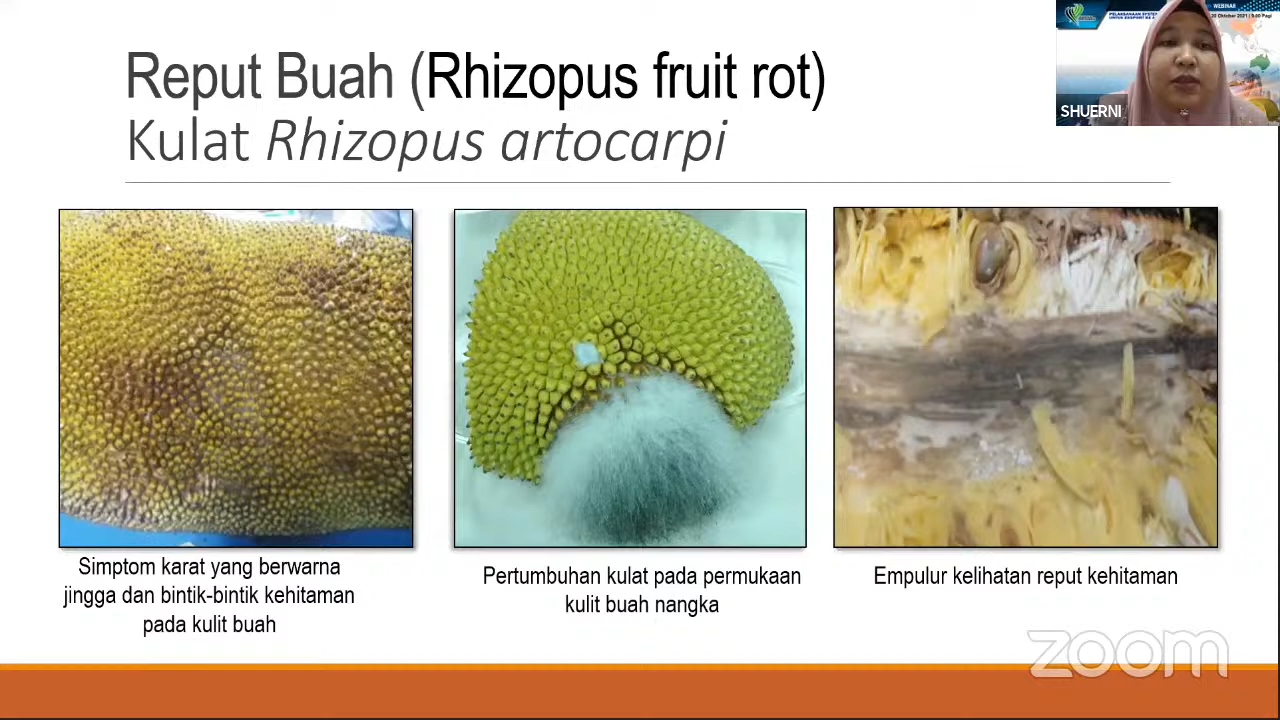 Reput Buah (Rhizopus fruit rot)
Kulat Rhizopus artocarpi
WEBINAR
SHUERNI
Simptom karat yang berwarna
jingga dan bintik-bintik kehitaman
pada kulit buah
Pertumbuhan kulat pada permukaan
kulit buah nangka
Empulur kelihatan reput kehitaman
zoom